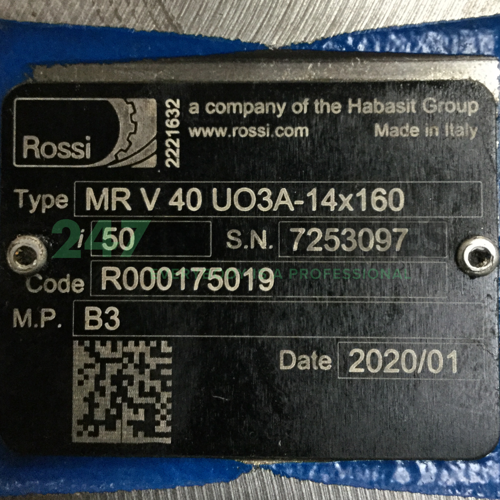 Rossi
2221632
a company of the Habasit Group
www.rossi.com Made in Italy
Type MR V 40 UO3A-14x160
i 50 S.N. 7253097
247
Code R000175019
M.P. B3
Date 2020/01